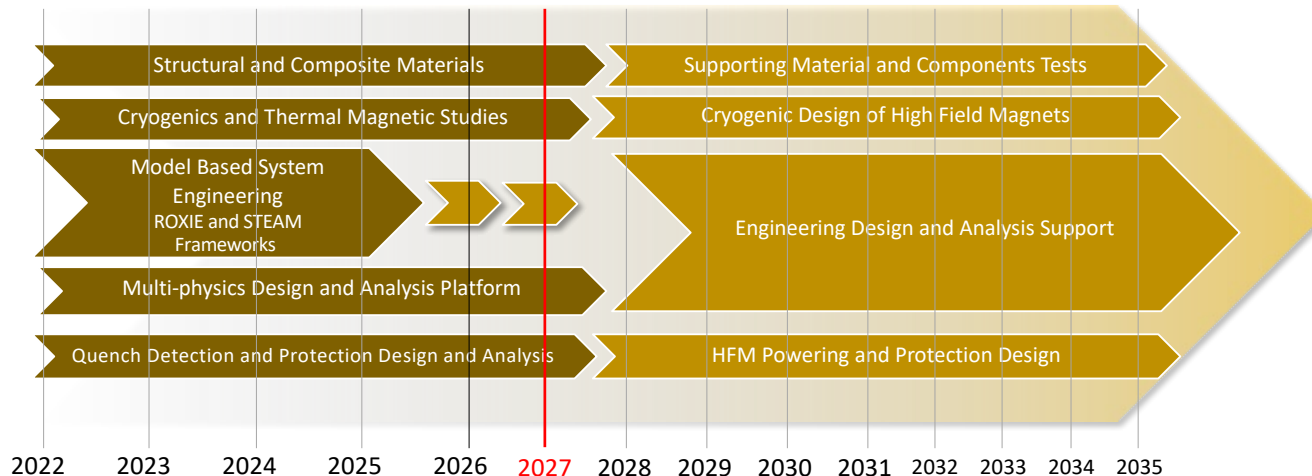 Structural and Composite Materials
Supporting Material and Components Tests
Cryogenics and Thermal Magnetic Studies
Cryogenic Design of High Field Magnets
Model Based System
Engineering
ROXIE and STEAM
Frameworks
Engineering Design and Analysis Support
Multi-physics Design and Analysis Platform
Quench Detection and Protection Design and Analysis
HFM Powering and Protection Design
2022 2023 2024 2025 2026 2027 2028 2029 2030 2031 2032 2033 2034 2035